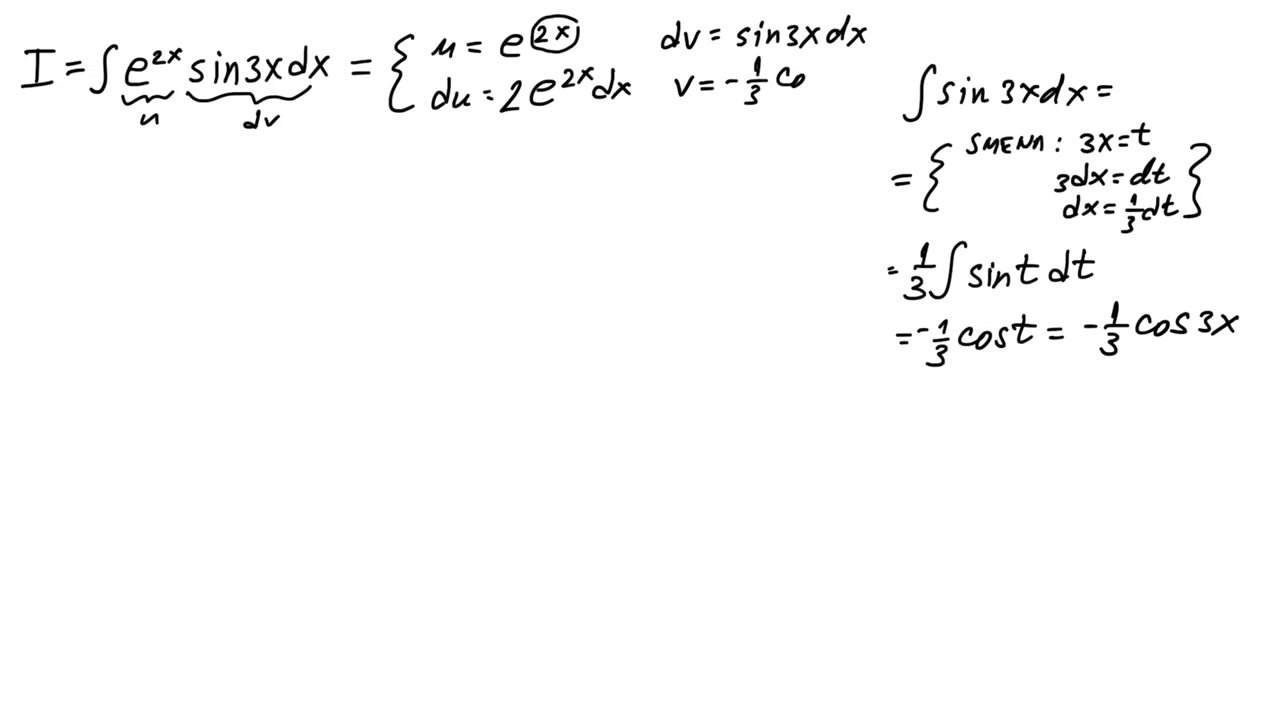 I = ∫ e^{2x} sin3x dx = { u = e^{2x} dv = sin3x dx
u dv du = 2e^{2x}dx v = -1/3 co
∫ sin 3x dx =
= { SMENA : 3x = t
3dx = dt }
dx = 1/3 dt
= 1/3 ∫ sin t dt
= -1/3 cos t = -1/3 cos 3x